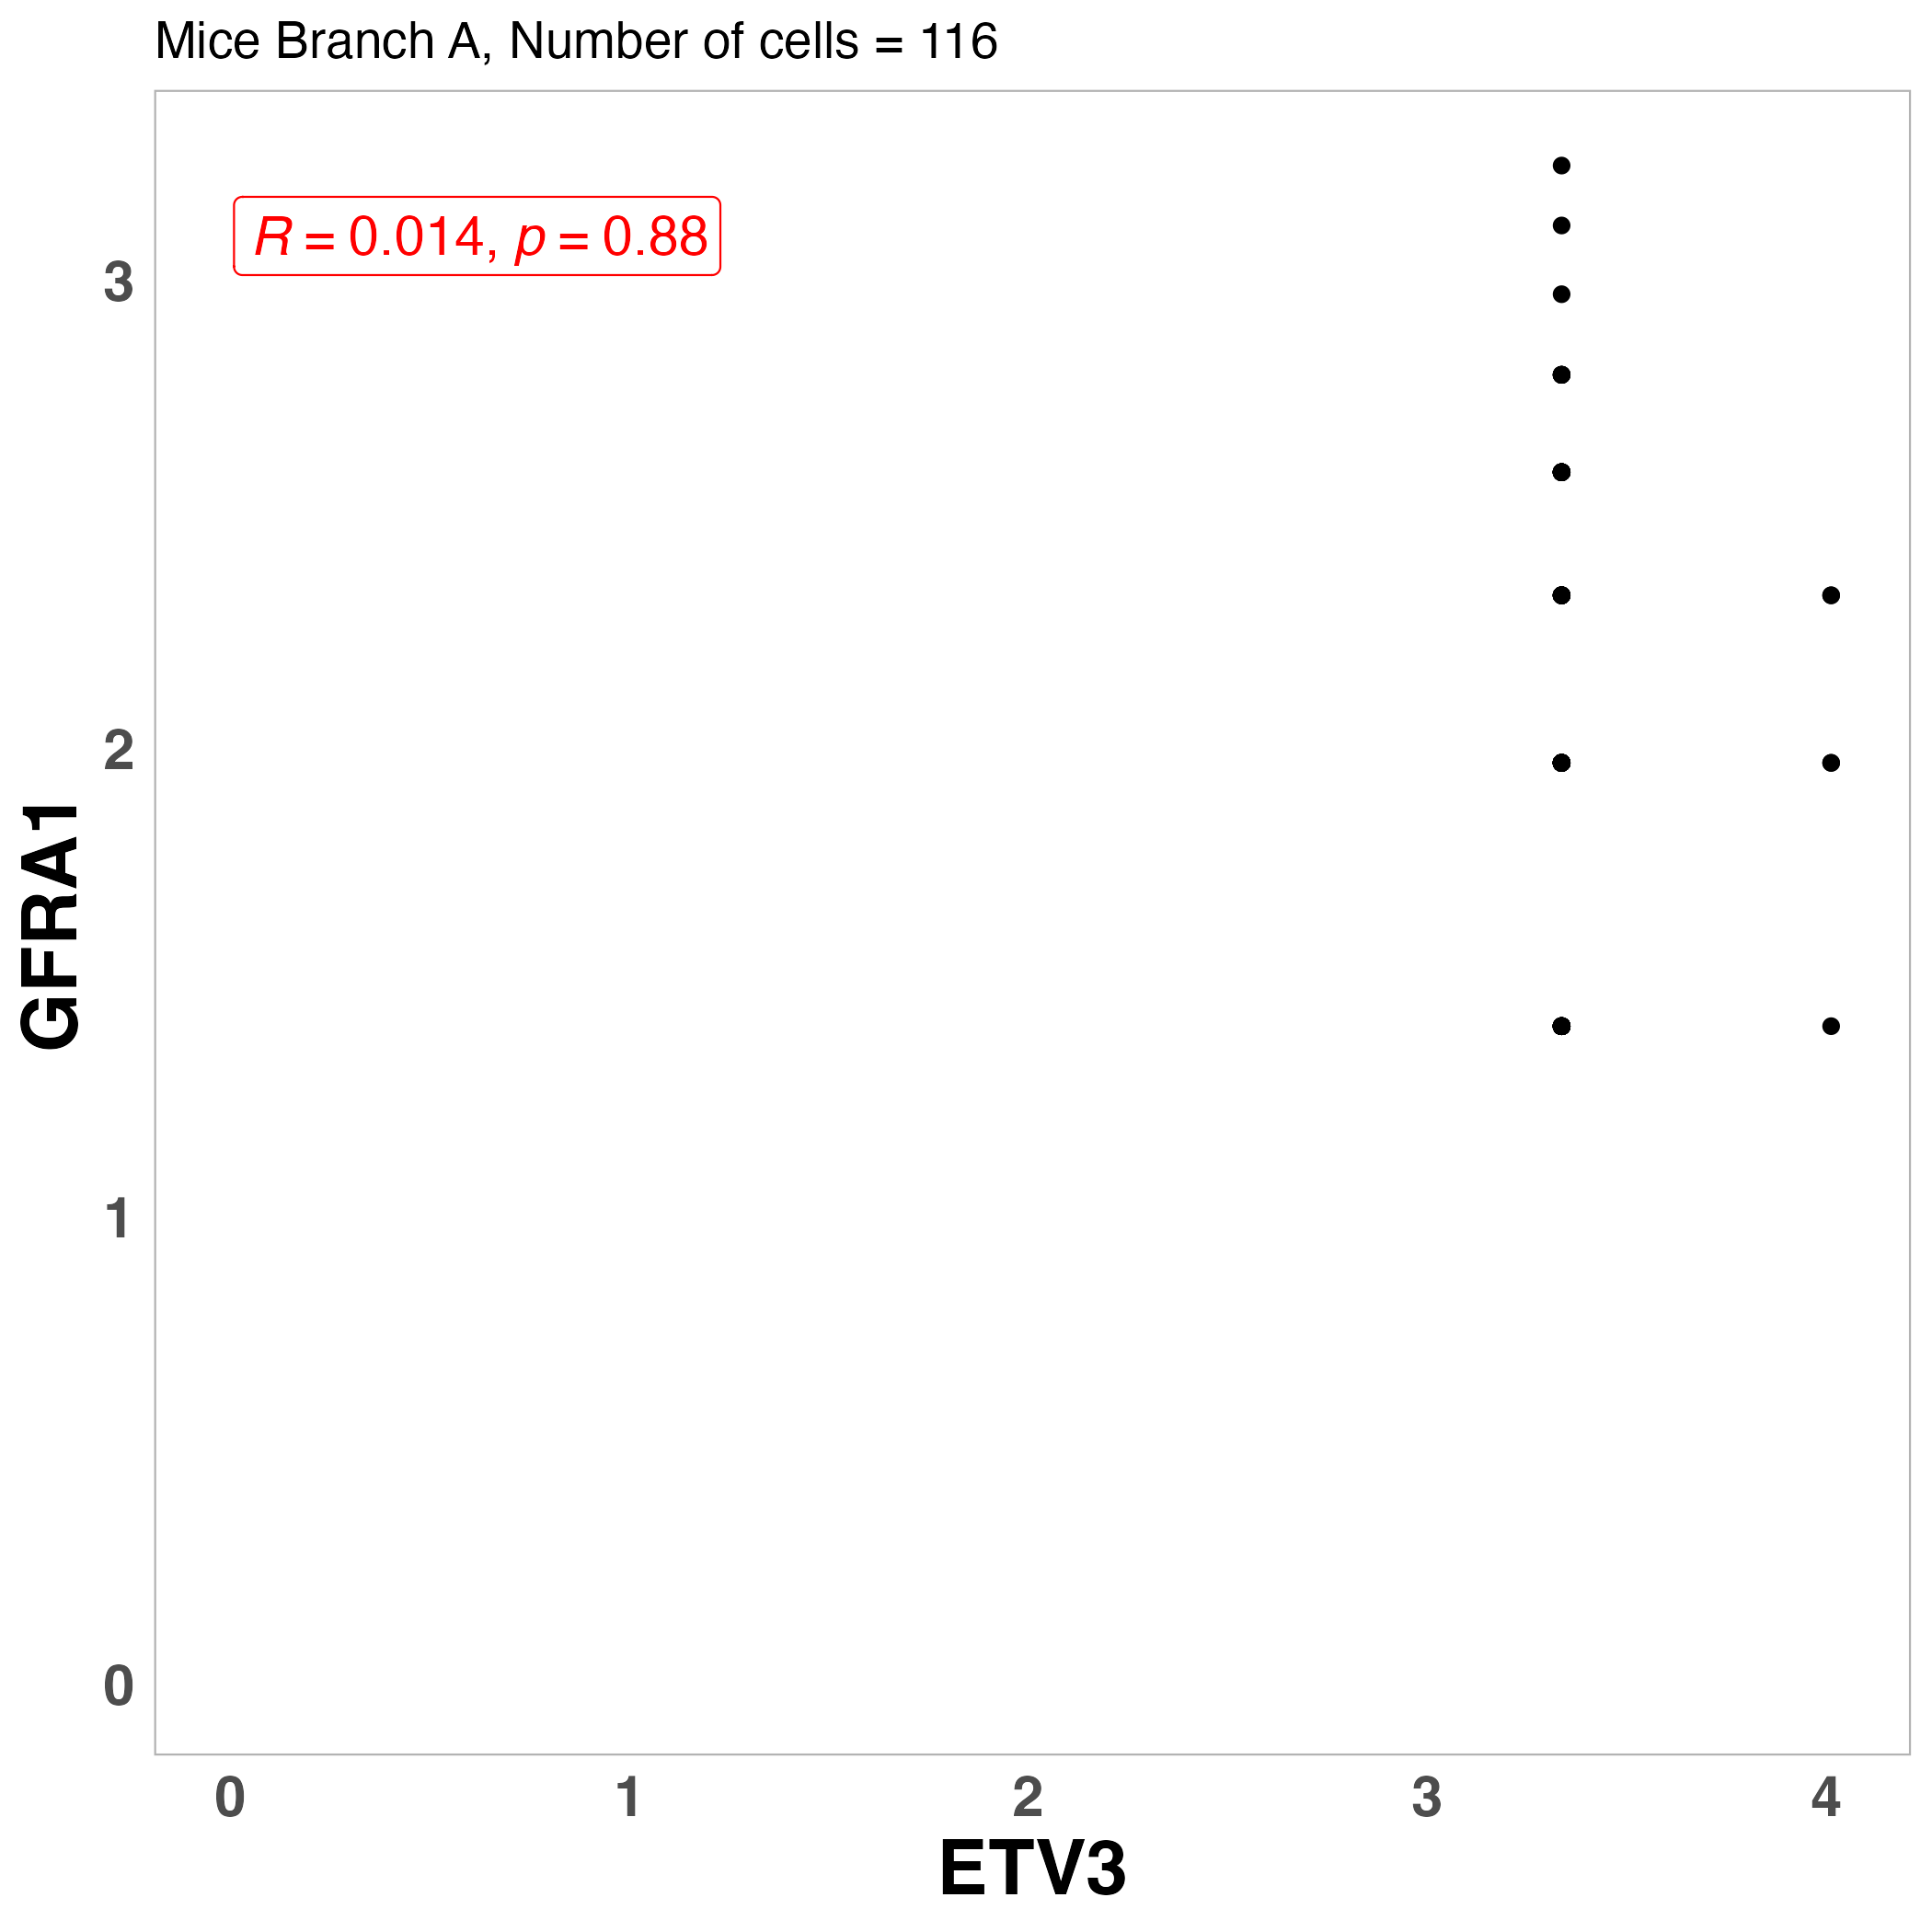 Mice Branch A, Number of cells = 116
R = 0.014, p = 0.88
3
2
1
0
GFRA1
0 1 2 3 4
ETV3